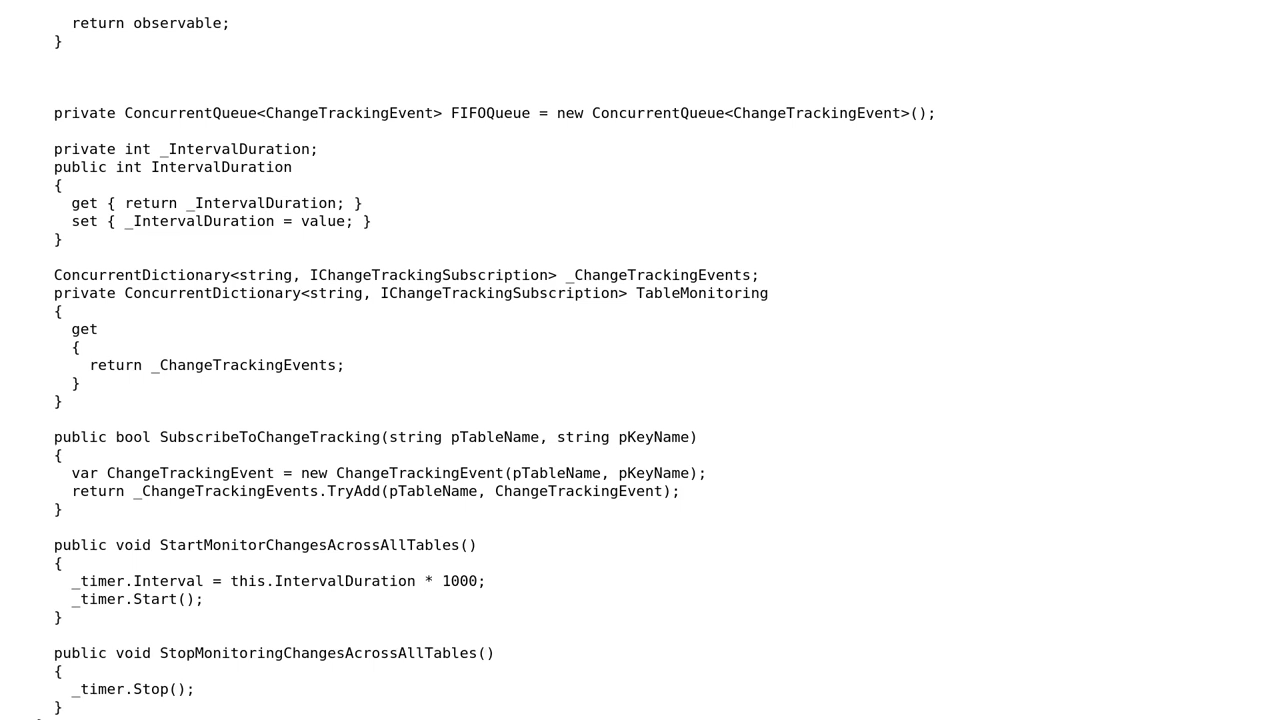 return observable;
}
private ConcurrentQueue<ChangeTrackingEvent> FIFOQueue = new ConcurrentQueue<ChangeTrackingEvent>();
private int _IntervalDuration;
public int IntervalDuration
{
get { return _IntervalDuration; }
set { _IntervalDuration = value; }
}
ConcurrentDictionary<string, IChangeTrackingSubscription> _ChangeTrackingEvents;
private ConcurrentDictionary<string, IChangeTrackingSubscription> TableMonitoring
{
get
{
return _ChangeTrackingEvents;
}
}
public bool SubscribeToChangeTracking(string pTableName, string pKeyName)
{
var ChangeTrackingEvent = new ChangeTrackingEvent(pTableName, pKeyName);
return _ChangeTrackingEvents.TryAdd(pTableName, ChangeTrackingEvent);
}
public void StartMonitorChangesAcrossAllTables()
{
_timer.Interval = this.IntervalDuration * 1000;
_timer.Start();
}
public void StopMonitoringChangesAcrossAllTables()
{
_timer.Stop();
}